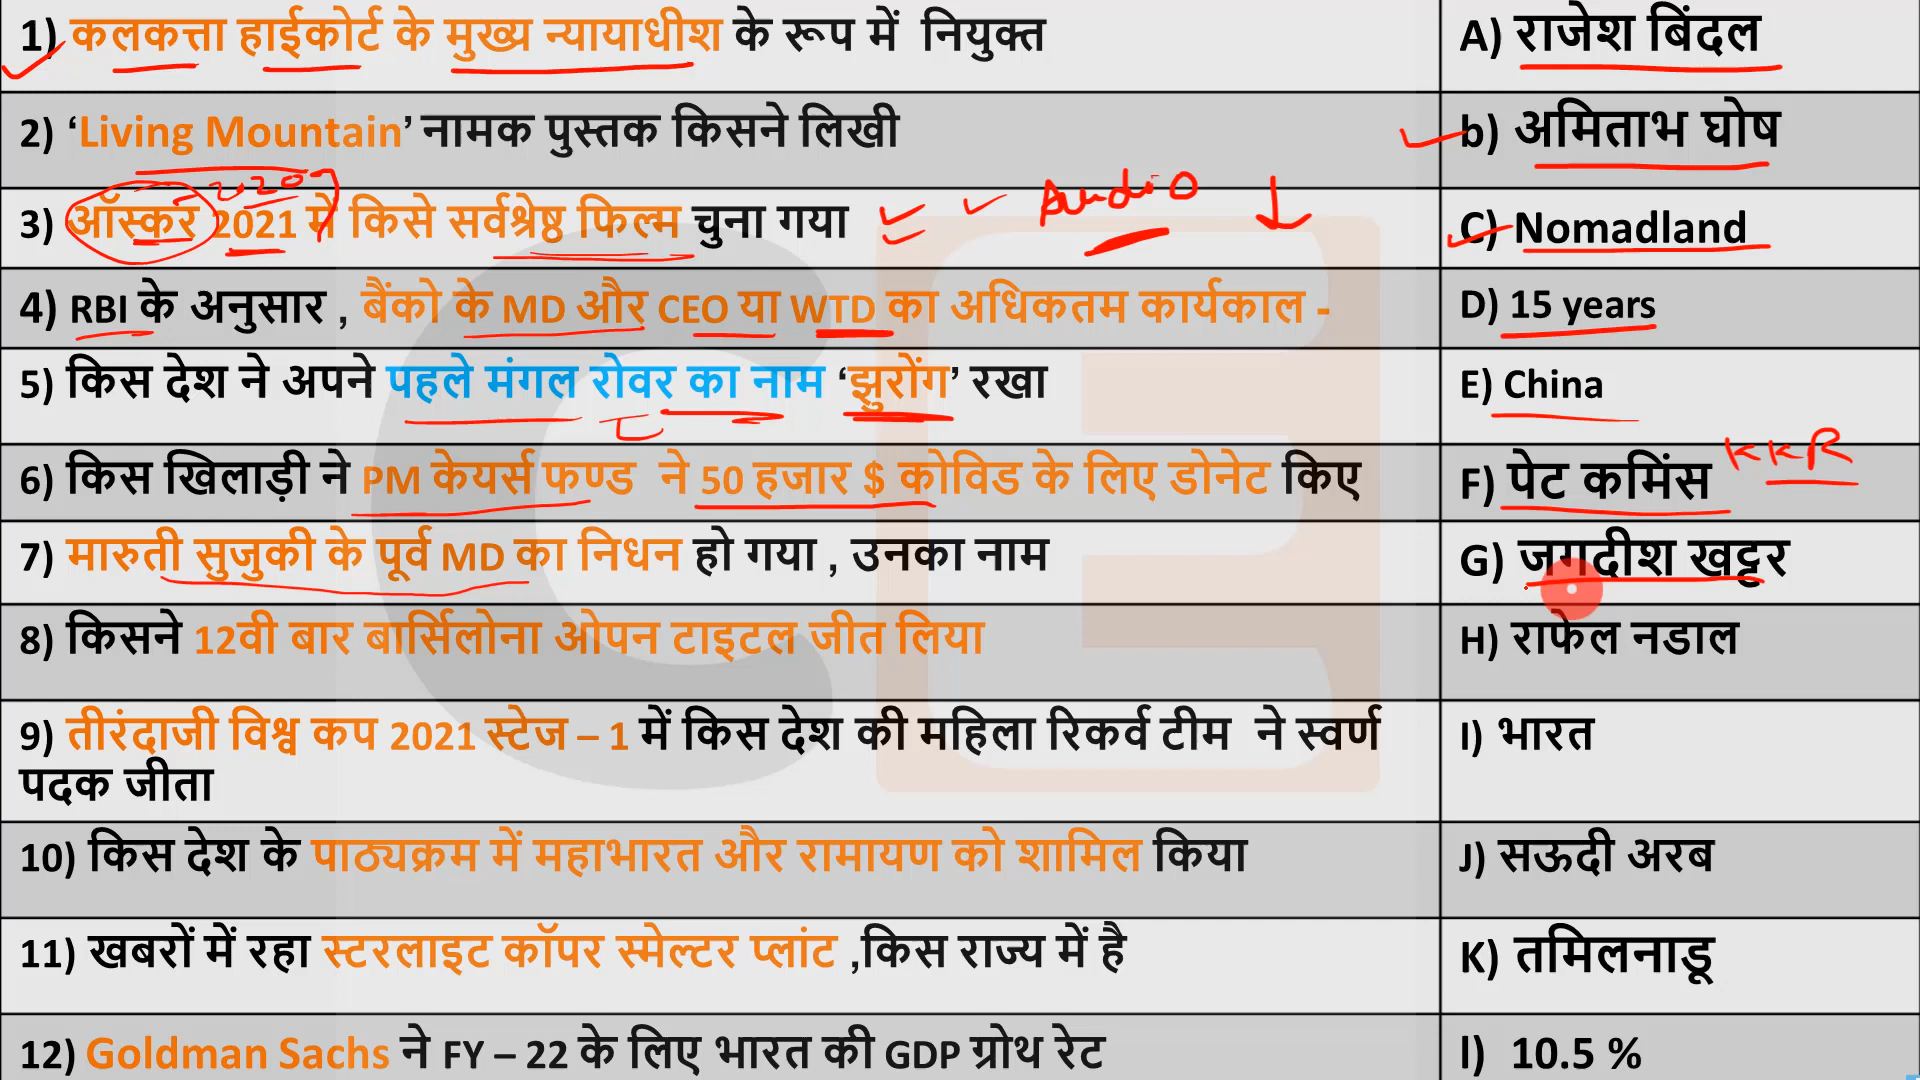 1) कलकत्ता हाईकोर्ट के मुख्य न्यायाधीश के रूप में नियुक्त
A) राजेश बिंदल
2) ‘Living Mountain’ नामक पुस्तक किसने लिखी
b) अमिताभ घोष
2020
Audio
3) ऑस्कर 2021 में किसे सर्वश्रेष्ठ फिल्म चुना गया
C) Nomadland
4) RBI के अनुसार , बैंको के MD और CEO या WTD का अधिकतम कार्यकाल -
D) 15 years
5) किस देश ने अपने पहले मंगल रोवर का नाम ‘झुरोंग’ रखा
E) China
6) किस खिलाड़ी ने PM केयर्स फण्ड ने 50 हजार $ कोविड के लिए डोनेट किए
F) पेट कमिंस
KKR
7) मारुती सुजुकी के पूर्व MD का निधन हो गया , उनका नाम
G) जगदीश खट्टर
8) किसने 12वी बार बार्सिलोना ओपन टाइटल जीत लिया
H) राफेल नडाल
9) तीरंदाजी विश्व कप 2021 स्टेज – 1 में किस देश की महिला रिकर्व टीम ने स्वर्ण
पदक जीता
I) भारत
10) किस देश के पाठ्यक्रम में महाभारत और रामायण को शामिल किया
J) सऊदी अरब
11) खबरों में रहा स्टरलाइट कॉपर स्मेल्टर प्लांट ,किस राज्य में है
K) तमिलनाडू
12) Goldman Sachs ने FY – 22 के लिए भारत की GDP ग्रोथ रेट
l) 10.5 %